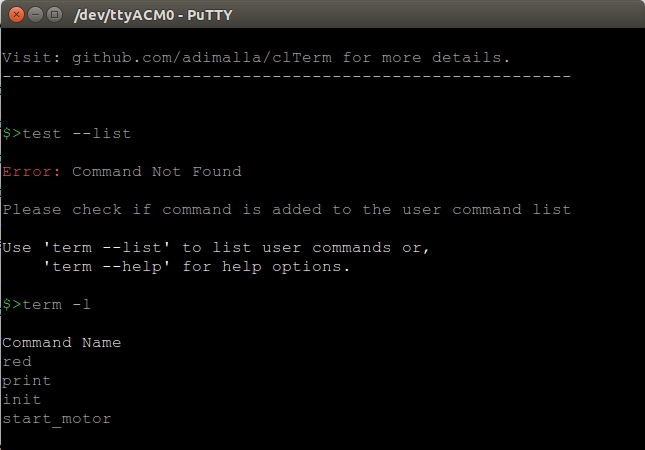 /dev/ttyACM0 - PuTTY
Visit: github.com/adimalla/clTerm for more details.
---------------------------------------------------------
$>test --list
Error: Command Not Found
Please check if command is added to the user command list
Use 'term --list' to list user commands or,
'term --help' for help options.
$>term -l
Command Name
red
print
init
start_motor